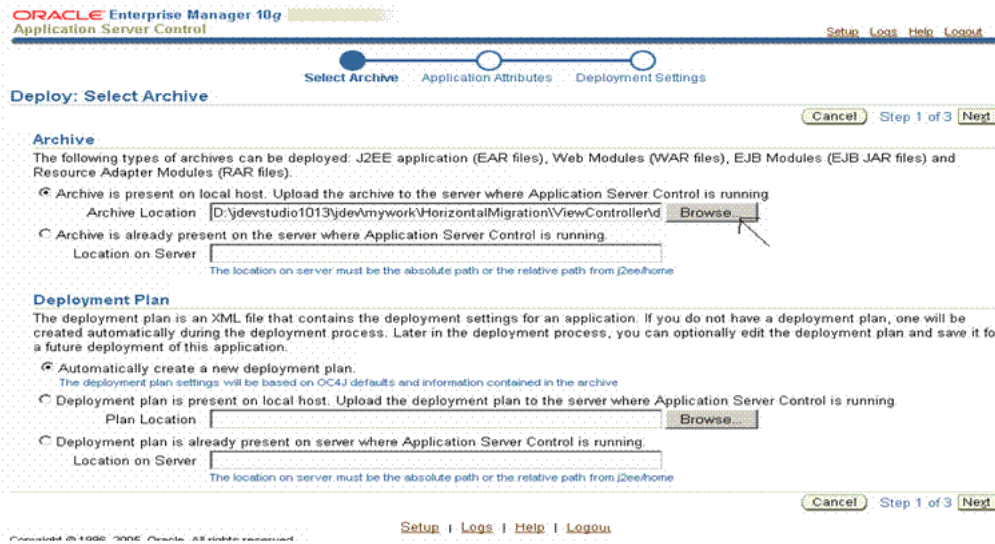 ORACLE Enterprise Manager 10g
Application Server Control
Setup Logs Help Logout
Select Archive Application Attributes Deployment Settings
Deploy: Select Archive
Cancel Step 1 of 3 Next
Archive
The following types of archives can be deployed: J2EE application (EAR files), Web Modules (WAR files), EJB Modules (EJB JAR files) and
Resource Adapter Modules (RAR files).
Archive is present on local host. Upload the archive to the server where Application Server Control is running.
Archive Location D:\jdevstudio1013\jdev\mywork\HorizontalMigration\ViewController\d Browse...
Archive is already present on the server where Application Server Control is running.
Location on Server
The location on server must be the absolute path or the relative path from j2ee/home
Deployment Plan
The deployment plan is an XML file that contains the deployment settings for an application. If you do not have a deployment plan, one will be
created automatically during the deployment process. Later in the deployment process, you can optionally edit the deployment plan and save it fo
a future deployment of this application.
Automatically create a new deployment plan.
The deployment plan settings will be based on OC4J defaults and information contained in the archive
Deployment plan is present on local host. Upload the deployment plan to the server where Application Server Control is running.
Plan Location Browse...
Deployment plan is already present on server where Application Server Control is running.
Location on Server
The location on server must be the absolute path or the relative path from j2ee/home
Cancel Step 1 of 3 Next
Setup | Logs | Help | Logout
Copyright © 1996, 2005, Oracle. All rights reserved.